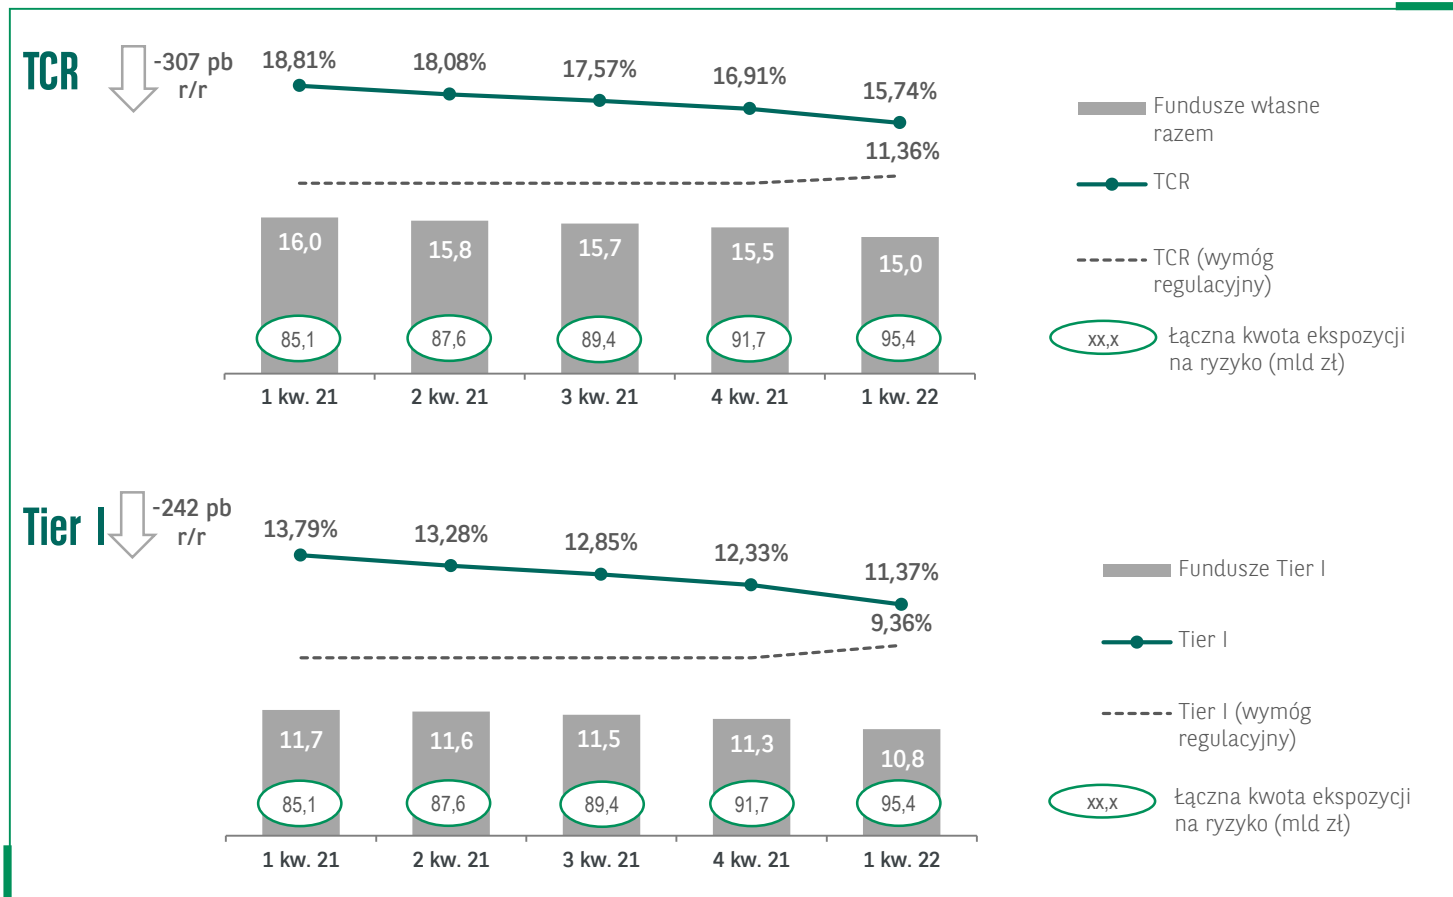 TCR
-307 pb
r/r
18,81%
18,08%
17,57%
16,91%
15,74%
11,36%
16,0
15,8
15,7
15,5
15,0
85,1
87,6
89,4
91,7
95,4
1 kw. 21
2 kw. 21
3 kw. 21
4 kw. 21
1 kw. 22
Fundusze własne
razem
TCR
TCR (wymóg
regulacyjny)
xx,x
Łączna kwota ekspozycji
na ryzyko (mld zł)
Tier I
-242 pb
r/r
13,79%
13,28%
12,85%
12,33%
11,37%
9,36%
11,7
11,6
11,5
11,3
10,8
85,1
87,6
89,4
91,7
95,4
1 kw. 21
2 kw. 21
3 kw. 21
4 kw. 21
1 kw. 22
Fundusze Tier I
Tier I
Tier I (wymóg
regulacyjny)
xx,x
Łączna kwota ekspozycji
na ryzyko (mld zł)